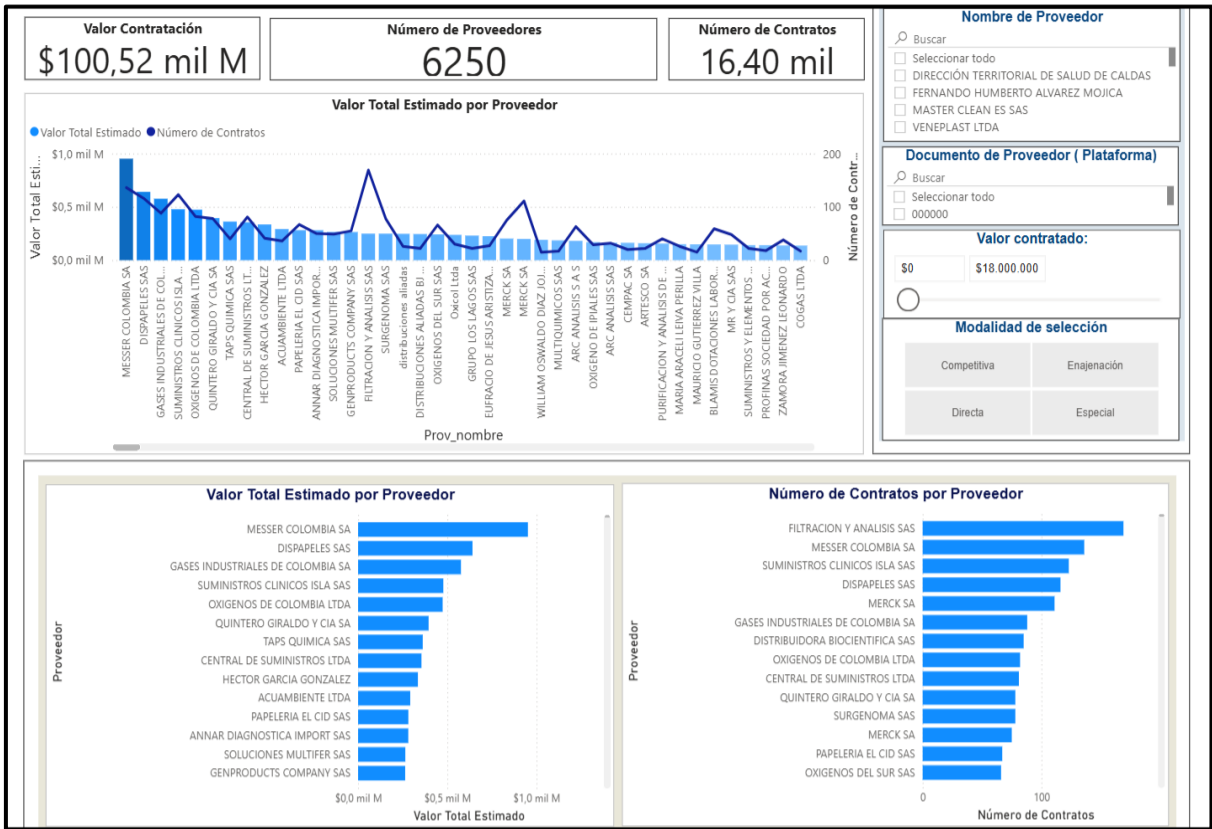 Valor Contratación
$100,52 mil M
Número de Proveedores
6250
Número de Contratos
16,40 mil
Valor Total Estimado por Proveedor
Valor Total Estimado
Número de Contratos
Valor Total Esti...
$1,0 mil M
$0,5 mil M
$0,0 mil M
200
100
0
Número de Contr...
MESSER COLOMBIA SA
DISPAPELES SAS
GASES INDUSTRIALES DE COL...
SUMINISTROS CLINICOS ISLA ...
OXIGENOS DE COLOMBIA LTDA
QUINTERO GIRALDO Y CIA SA
TAPS QUIMICA SAS
CENTRAL DE SUMINISTROS LT...
HECTOR GARCIA GONZALEZ
ACUAMBIENTE LTDA
PAPELERIA EL CID SAS
ANNAR DIAGNOSTICA IMPOR...
SOLUCIONES MULTIFER SAS
GENPRODUCTS COMPANY SAS
FILTRACION Y ANALISIS SAS
SURGENOMA SAS
distribuciones aliadas
DISTRIBUCIONES ALIADAS BJ ...
OXIGENOS DEL SUR SAS
Oxicol Ltda
GRUPO LOS LAGOS SAS
EUFRACIO DE JESUS ARISTIZA...
MERCK SA
MERCK SA
WILLIAM OSWALDO DIAZ JOJ...
MULTIQUIMICOS SAS
ARC ANALISIS S A S
OXIGENO DE IPIALES SAS
ARC ANALISIS SAS
CEMPAC SA
ARTESCO SA
PURIFICACION Y ANALISIS DE ...
MARIA ARACELI LEIVA PERILLA
MAURICIO GUTIERREZ VILLA
BLAMIS DOTACIONES LABOR...
MR Y CIA SAS
SUMINISTROS Y ELEMENTOS ...
PROFINAS SOCIEDAD POR AC...
ZAMORA JIMENEZ LEONARDO
COGAS LTDA
Prov_nombre
Nombre de Proveedor
Buscar
Seleccionar todo
DIRECCIÓN TERRITORIAL DE SALUD DE CALDAS
FERNANDO HUMBERTO ALVAREZ MOJICA
MASTER CLEAN ES SAS
VENEPLAST LTDA
Documento de Proveedor ( Plataforma)
Buscar
Seleccionar todo
000000
Valor contratado:
$0
$18.000.000
Modalidad de selección
Competitiva
Enajenación
Directa
Especial
Valor Total Estimado por Proveedor
Proveedor
MESSER COLOMBIA SA
DISPAPELES SAS
GASES INDUSTRIALES DE COLOMBIA SA
SUMINISTROS CLINICOS ISLA SAS
OXIGENOS DE COLOMBIA LTDA
QUINTERO GIRALDO Y CIA SA
TAPS QUIMICA SAS
CENTRAL DE SUMINISTROS LTDA
HECTOR GARCIA GONZALEZ
ACUAMBIENTE LTDA
PAPELERIA EL CID SAS
ANNAR DIAGNOSTICA IMPORT SAS
SOLUCIONES MULTIFER SAS
GENPRODUCTS COMPANY SAS
$0,0 mil M
$0,5 mil M
$1,0 mil M
Valor Total Estimado
Número de Contratos por Proveedor
Proveedor
FILTRACION Y ANALISIS SAS
MESSER COLOMBIA SA
SUMINISTROS CLINICOS ISLA SAS
DISPAPELES SAS
MERCK SA
GASES INDUSTRIALES DE COLOMBIA SA
DISTRIBUIDORA BIOCIENTIFICA SAS
OXIGENOS DE COLOMBIA LTDA
CENTRAL DE SUMINISTROS LTDA
QUINTERO GIRALDO Y CIA SA
SURGENOMA SAS
MERCK SA
PAPELERIA EL CID SAS
OXIGENOS DEL SUR SAS
0
100
Número de Contratos